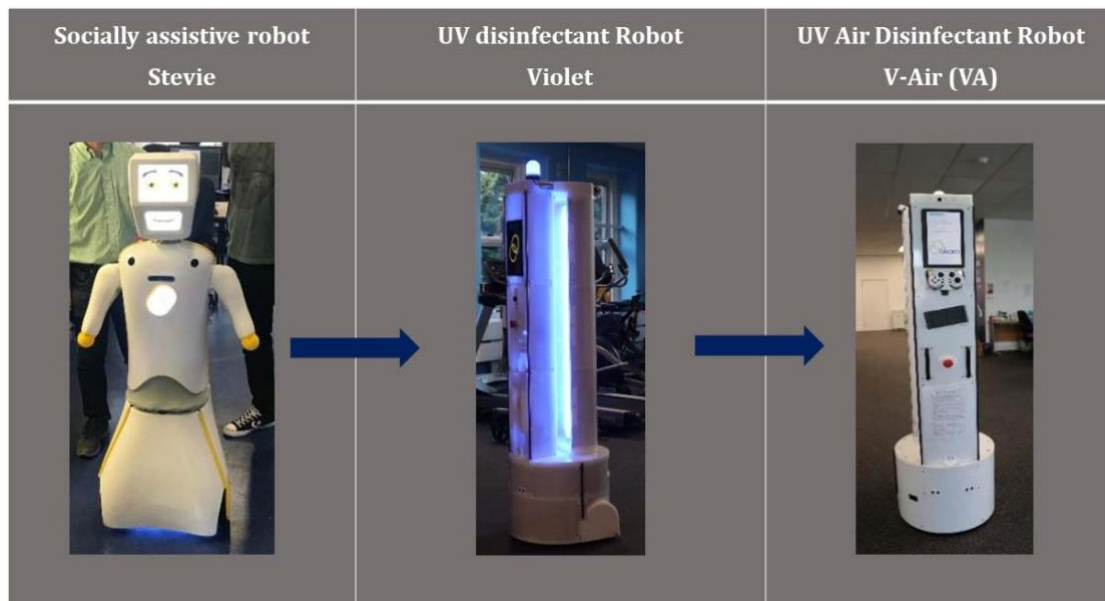 Socially assistive robot
Stevie
UV disinfectant Robot
Violet
UV Air Disinfectant Robot
V-Air (VA)